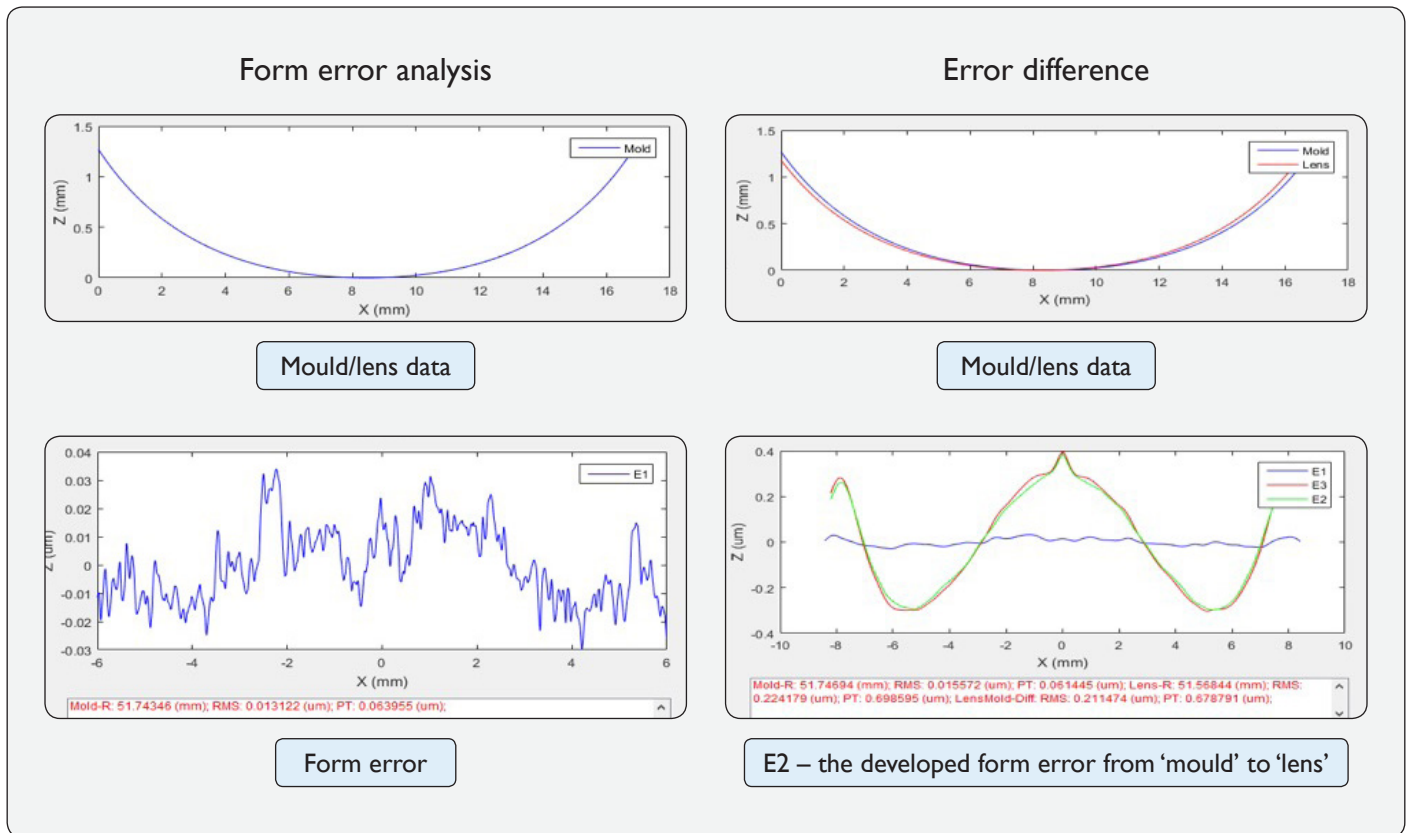 Form error analysis
Error difference
1.5
1
0.5
0
Z (mm)
Mold
0 2 4 6 8 10 12 14 16 18
X (mm)
1.5
1
0.5
0
Z (mm)
Mold
Lens
0 2 4 6 8 10 12 14 16 18
X (mm)
Mould/lens data
Mould/lens data
0.04
0.03
0.02
0.01
0
-0.01
-0.02
-0.03
Z (um)
E1
-6 -4 -2 0 2 4 6
X (mm)
Mold-R: 51.74346 (mm); RMS: 0.013122 (um); PT: 0.063955 (um);
0.4
0.2
0
-0.2
-0.4
Z (um)
E1
E3
E2
-10 -8 -6 -4 -2 0 2 4 6 8 10
X (mm)
Mold-R: 51.74694 (mm); RMS: 0.015572 (um); PT: 0.061445 (um); Lens-R: 51.56844 (mm); RMS:
0.224179 (um); PT: 0.698595 (um); LensMold-Diff: RMS: 0.211474 (um); PT: 0.678791 (um);
Form error
E2 – the developed form error from ‘mould’ to ‘lens’